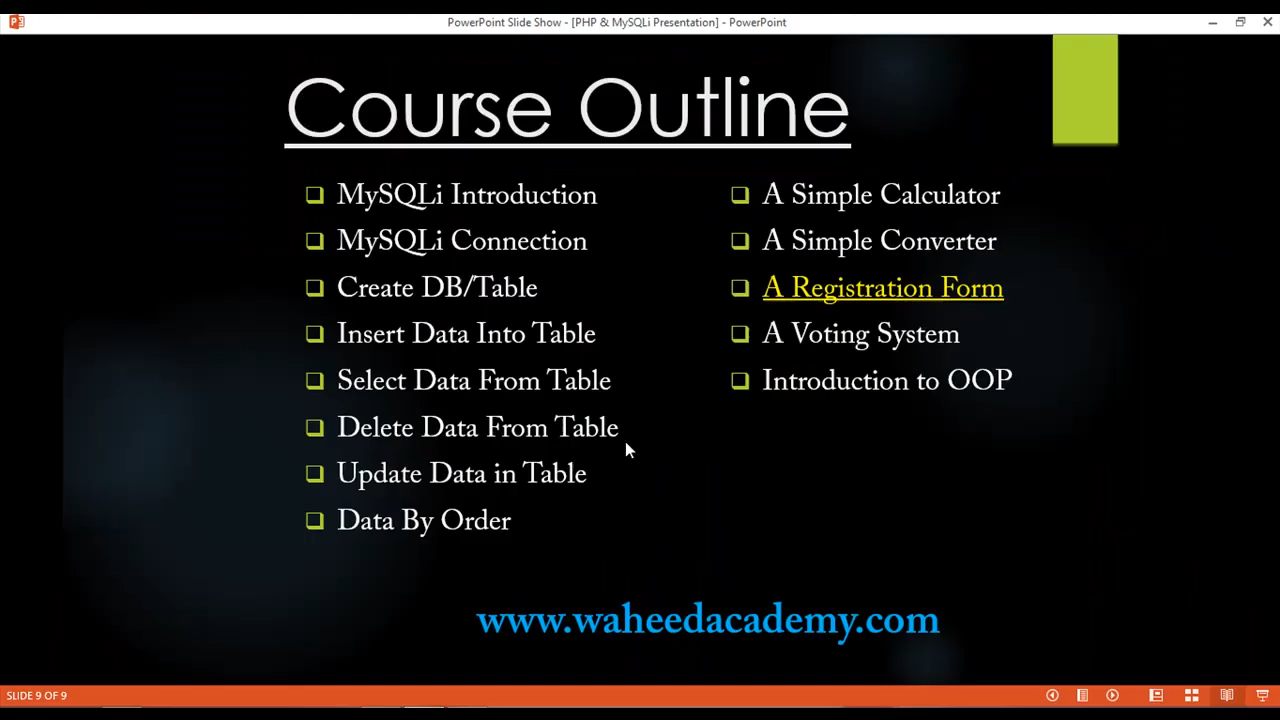 PowerPoint Slide Show - [PHP & MySQLi Presentation] - PowerPoint
Course Outline
MySQLi Introduction
MySQLi Connection
Create DB/Table
Insert Data Into Table
Select Data From Table
Delete Data From Table
Update Data in Table
Data By Order
A Simple Calculator
A Simple Converter
A Registration Form
A Voting System
Introduction to OOP
www.waheedacademy.com
SLIDE 9 OF 9